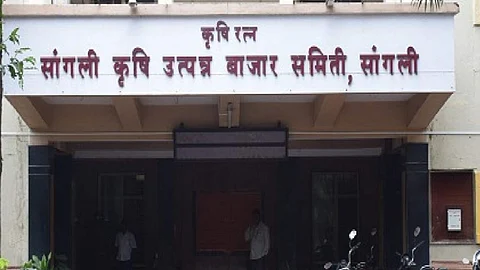 कृषि रत्न
सांगली कृषि उत्पन्न बाजार समिती, सांगली